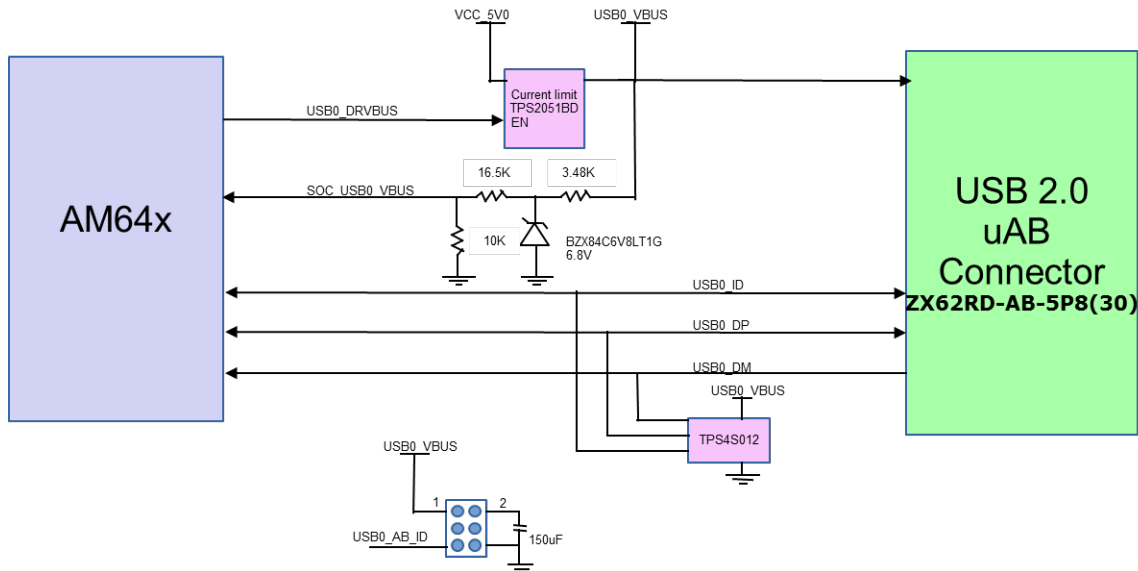 VCC_5V0
USB0_VBUS
AM64x
USB0_DRVBUS
Current limit
TPS2051BD
EN
16.5K
3.48K
SOC_USB0_VBUS
10K
BZX84C6V8LT1G
6.8V
USB 2.0
uAB
Connector
ZX62RD-AB-5P8(30)
USB0_ID
USB0_DP
USB0_DM
USB0_VBUS
TPS4S012
USB0_VBUS
1
2
USB0_AB_ID
150uF